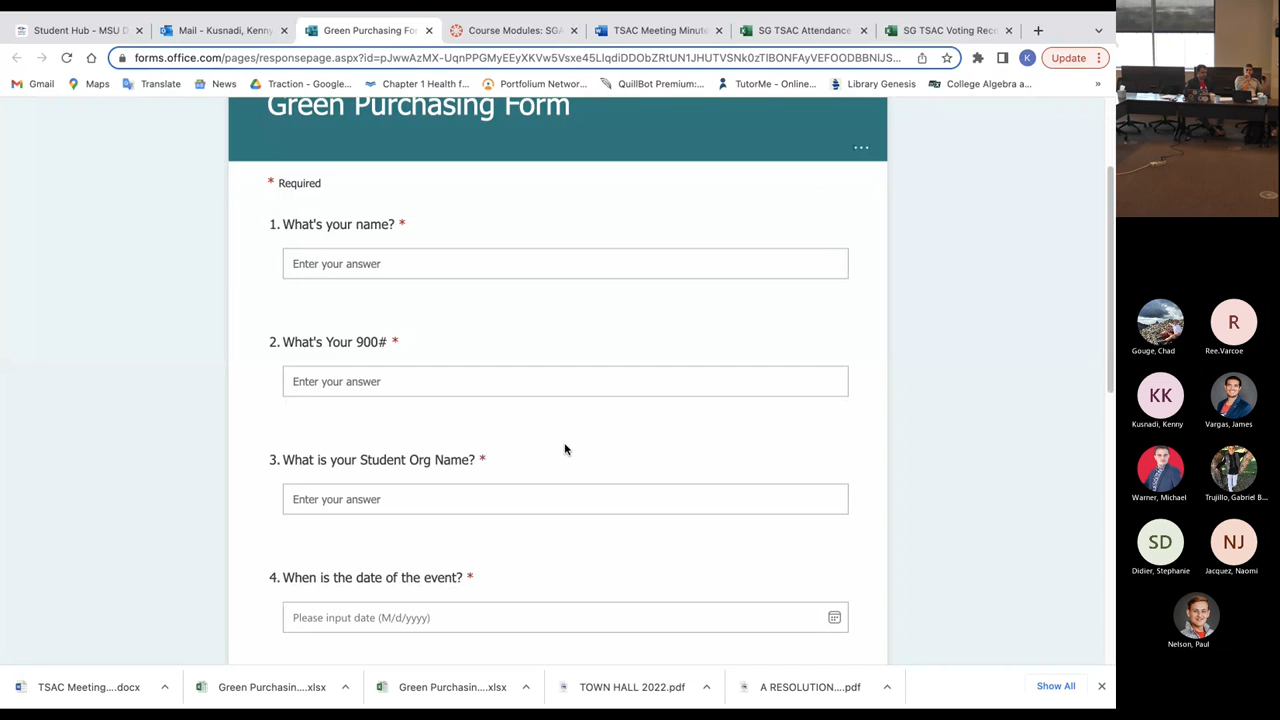 Student Hub - MSU D
Mail - Kusnadi, Kenny
Green Purchasing For
Course Modules: SGA
TSAC Meeting Minute
SG TSAC Attendance
SG TSAC Voting Reco
forms.office.com/pages/responsepage.aspx?id=pJwwAzMX-UqnPPGMyEEyXKVw5Vsxe45LIqdiDDObZRtUN1JHUTVSNk0zTlBONFAyVEFOODBBNlJS...
K
Update
Gmail
Maps
Translate
News
Traction - Google...
Chapter 1 Health f...
Portfolium Networ...
QuillBot Premium:...
TutorMe - Online...
Library Genesis
College Algebra a...
»
Green Purchasing Form
...
* Required
1. What's your name? *
Enter your answer
2. What's Your 900# *
Enter your answer
3. What is your Student Org Name? *
Enter your answer
4. When is the date of the event? *
Please input date (M/d/yyyy)
TSAC Meeting....docx
Green Purchasin....xlsx
Green Purchasin....xlsx
TOWN HALL 2022.pdf
A RESOLUTION....pdf
Show All
R
Gouge, Chad
Ree.Varcoe
KK
Kusnadi, Kenny
Vargas, James
Warner, Michael
Trujillo, Gabriel B...
SD
NJ
Didier, Stephanie
Jacquez, Naomi
Nelson, Paul